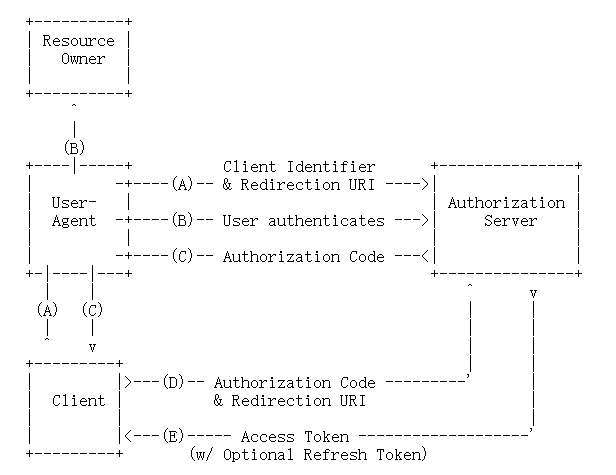 Resource
Owner
(B)
Client Identifier
(A) & Redirection URI
User-
Agent
(B) User authenticates
Authorization
Server
(C) Authorization Code
(A) (C)
Client
(D) Authorization Code
& Redirection URI
(E) Access Token
(w/ Optional Refresh Token)